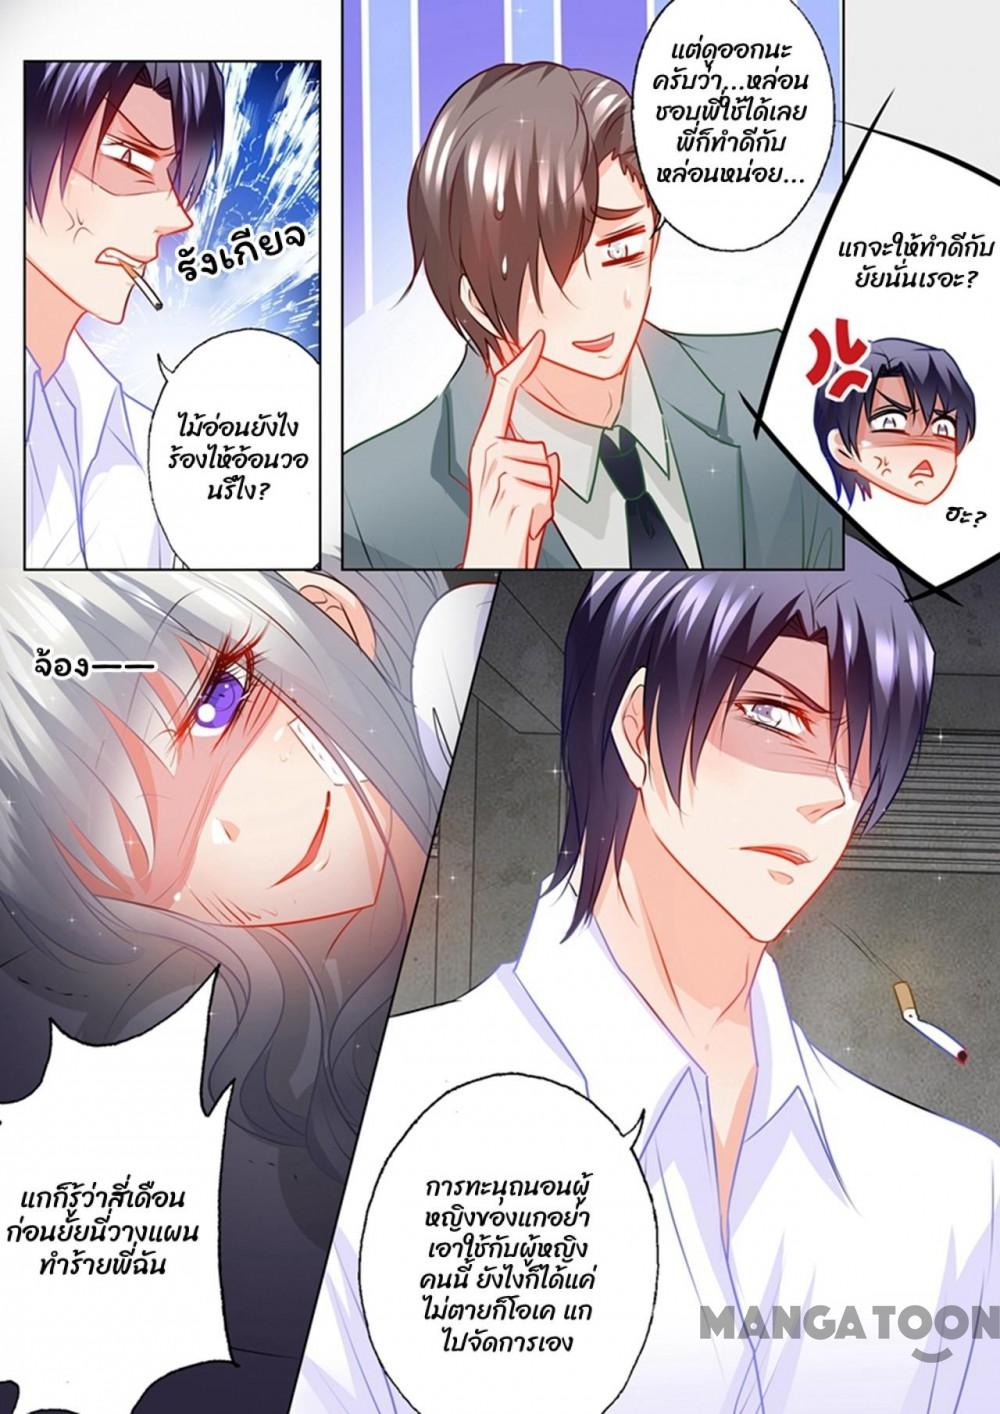 แต่ดูออกนะ
ครับว่า...หล่อน
ชอบพี่ใช้ได้เลย
พี่ก็ทำดีกับ
หล่อนหน่อย...
แกจะให้ทำดีกับ
ยัยนั่นเรอะ?
ฮะ?
รังเกียจ
ไม้อ่อนยังไง
ร้องไห้อ้อนวอ
นรึไง?
จ้อง——
แกก็รู้ว่าสี่เดือน
ก่อนยัยนี่วางแผน
ทำร้ายพี่ฉัน
การทะนุถนอมผู้
หญิงของแกอย่า
เอาใช้กับผู้หญิง
คนนี้ ยังไงก็ได้แค่
ไม่ตายก็โอเค แก
ไปจัดการเอง
MANGATOON